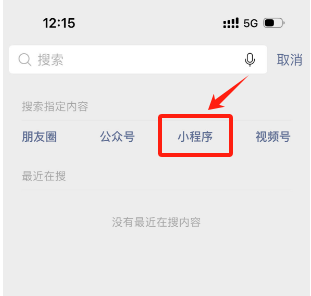 12:15 5G
搜索 取消
搜索指定内容
朋友圈 公众号 小程序 视频号
最近在搜
没有最近在搜内容